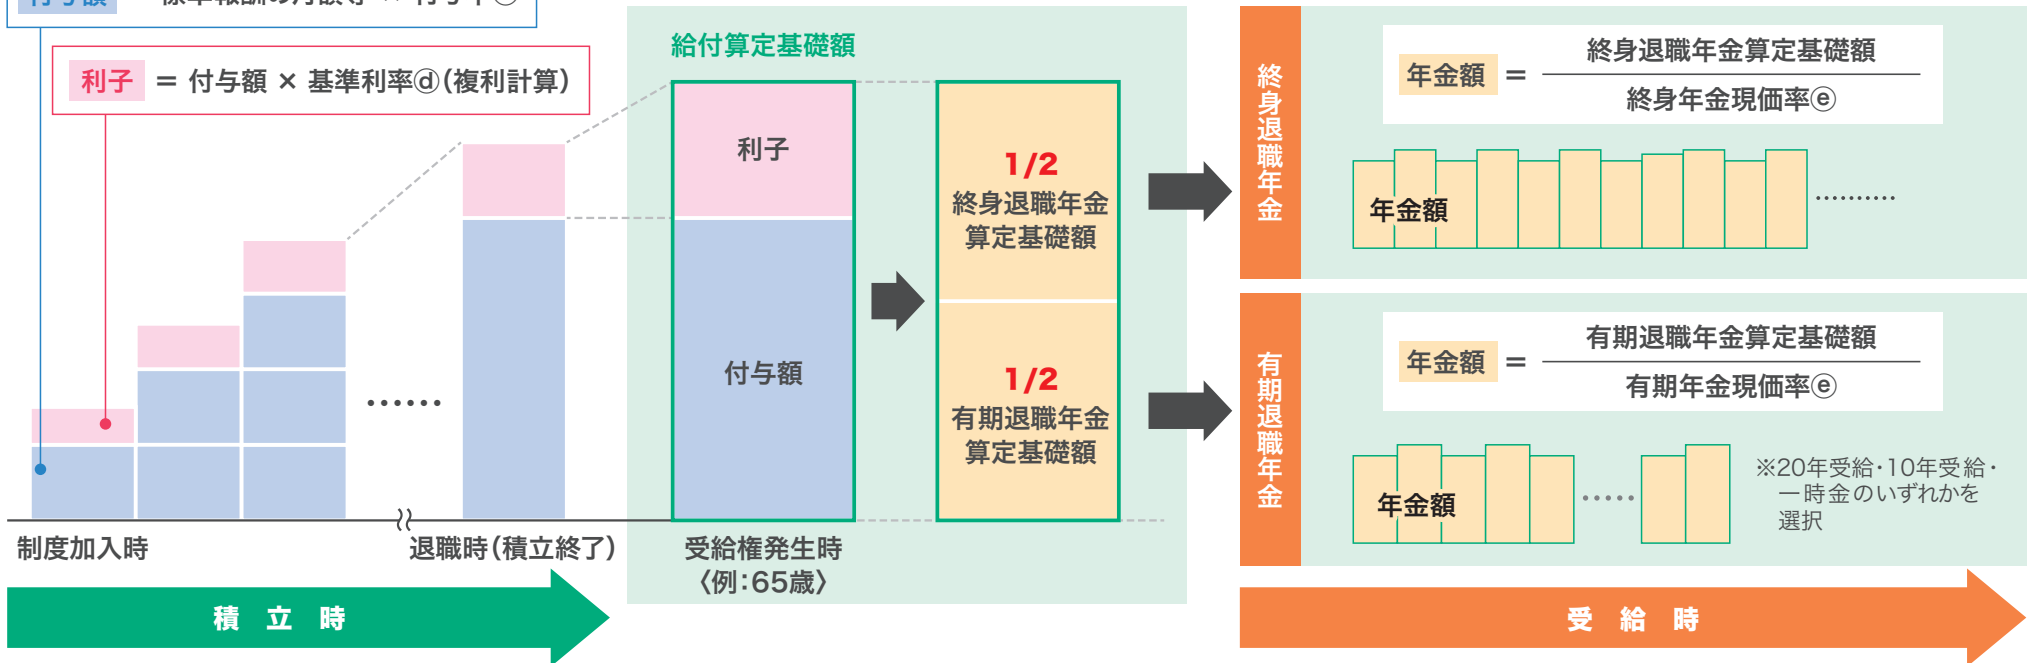 利子 = 付与額 × 基準利率ⓓ(複利計算)
給付算定基礎額
利子
付与額
1/2
終身退職年金
算定基礎額
1/2
有期退職年金
算定基礎額
終身退職年金
年金額 = 終身退職年金算定基礎額
終身年金現価率ⓔ
年金額
··········
有期退職年金
年金額 = 有期退職年金算定基礎額
有期年金現価率ⓔ
年金額
·····
※20年受給・10年受給・
一時金のいずれかを
選択
······
制度加入時
退職時(積立終了)
受給権発生時
〈例:65歳〉
積立時
受給時